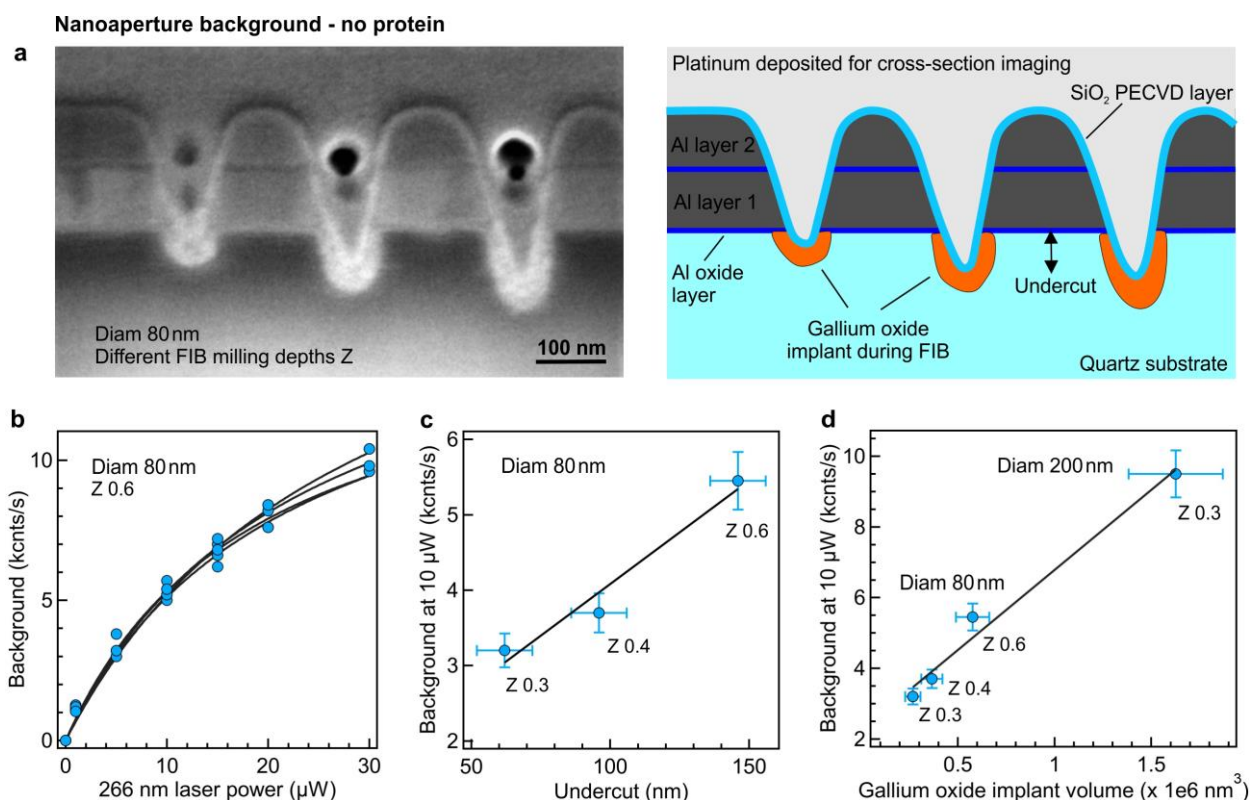 Nanoaperture background - no protein
a
Diam 80 nm
Different FIB milling depths Z
100 nm
Platinum deposited for cross-section imaging
SiO₂ PECVD layer
Al layer 2
Al layer 1
Al oxide
layer
Undercut
Gallium oxide
implant during FIB
Quartz substrate
b
Diam 80 nm
Z 0.6
Background (kcnts/s)
10
5
0
0 10 20 30
266 nm laser power (µW)
c
Diam 80 nm
Background at 10 µW (kcnts/s)
6
5
4
3
2
Z 0.6
Z 0.4
Z 0.3
50 100 150
Undercut (nm)
d
Background at 10 µW (kcnts/s)
10
8
6
4
2
Diam 200 nm
Z 0.3
Diam 80 nm
Z 0.6
Z 0.4
Z 0.3
0.5 1 1.5
Gallium oxide implant volume (x 1e6 nm³)